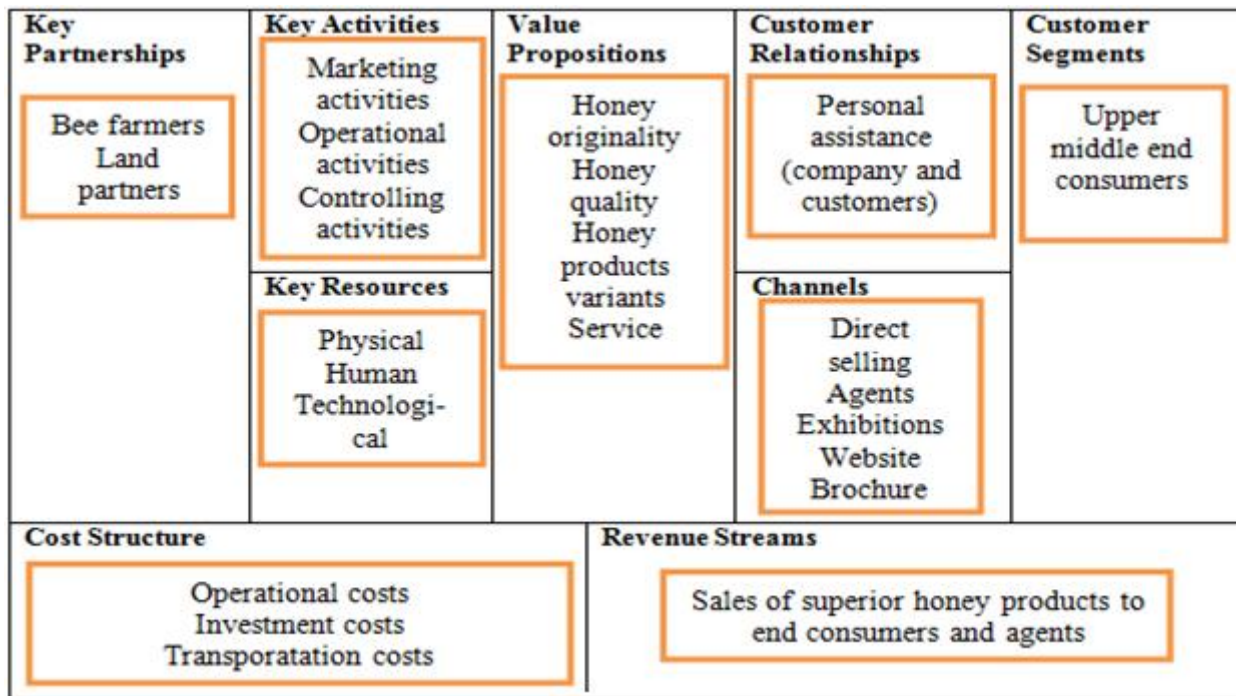 Key
Partnerships
Bee farmers
Land
partners
Key Activities
Marketing
activities
Operational
activities
Controlling
activities
Key Resources
Physical
Human
Technologi-
cal
Value
Propositions
Honey
originality
Honey
quality
Honey
products
variants
Service
Customer
Relationships
Personal
assistance
(company and
customers)
Channels
Direct
selling
Agents
Exhibitions
Website
Brochure
Customer
Segments
Upper
middle end
consumers
Cost Structure
Operational costs
Investment costs
Transporatation costs
Revenue Streams
Sales of superior honey products to
end consumers and agents